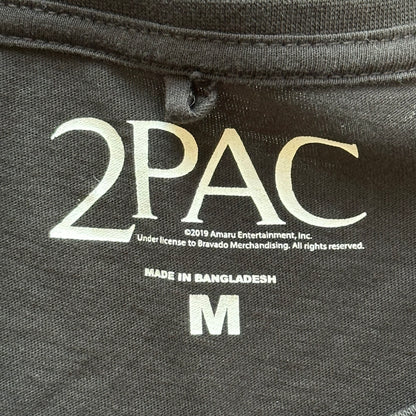 2PAC
©2019 Amaru Entertainment, Inc.
Under license to Bravado Merchandising. All rights reserved.
MADE IN BANGLADESH
M